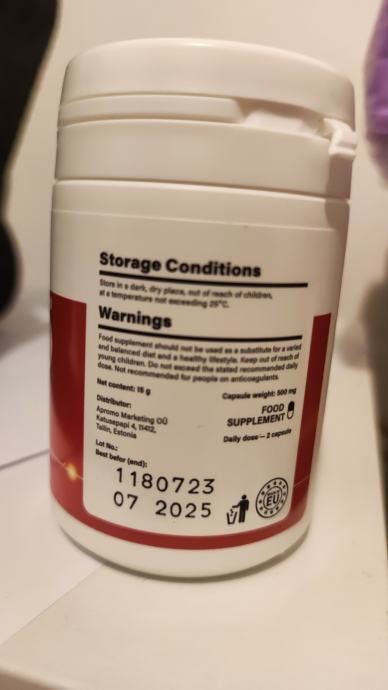 Storage Conditions
Store in a dark, dry place, out of reach of children,
at a temperature not exceeding 25°C.
Warnings
Food supplement should not be used as a substitute for a varied
and balanced diet and a healthy lifestyle. Keep out of reach of
young children. Do not exceed the stated recommended daily
dose. Not recommended for people on anticoagulants.
Net content: 15 g
Capsule weight: 500 mg
Distributor:
Apromo Marketing OÜ
Katusepapi 4, 11412,
Tallin, Estonia
FOOD
SUPPLEMENT
Daily dose – 2 capsule
Lot No.:
Best befor (end):
1180723
07 2025
EU